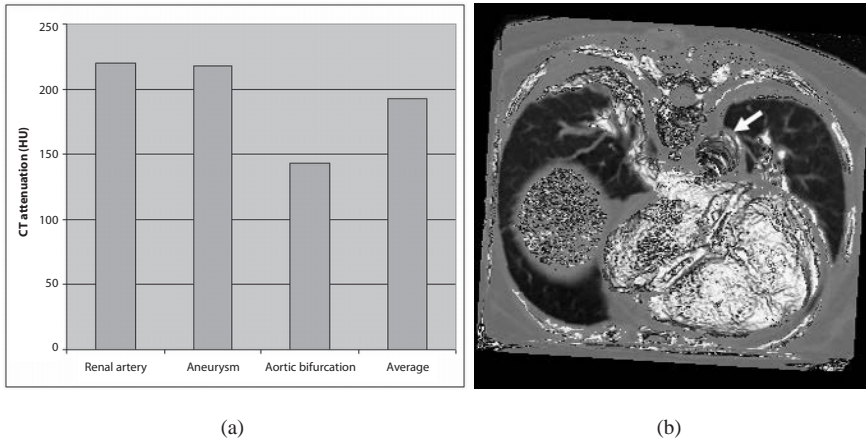 250
200
150
100
50
0
CT attenuation (HU)
Renal artery Aneurysm Aortic bifurcation Average
(a) (b)